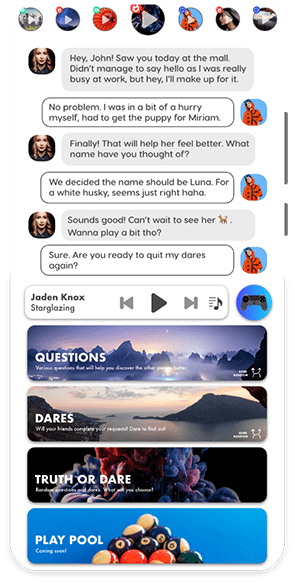 Hey, John! Saw you today at the mall.
Didn't manage to say hello as I was really
busy at work, but hey, I'll make up for it.
No problem. I was in a bit of a hurry
myself, had to get the puppy for Miriam.
Finally! That will help her feel better. What
name have you thought of?
We decided the name should be Luna. For
a white husky, seems just right haha.
Sounds good! Can't wait to see her 🐕.
Wanna play a bit tho?
Sure. Are you ready to quit my dares
again?
Jaden Knox
Starglazing
QUESTIONS
Various questions that will help you discover the other person better.
DARES
Will your friends complete your requests? Dare to find out!
TRUTH OR DARE
Random questions and dares. What will you choose?
PLAY POOL
Coming soon!